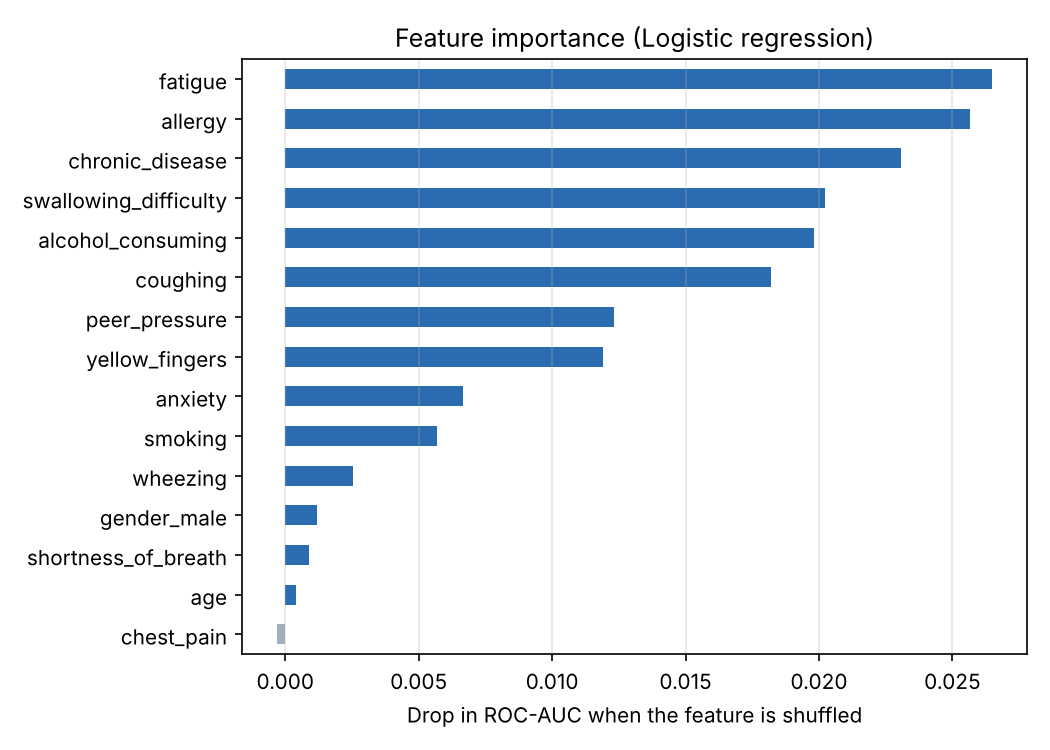 Feature importance (Logistic regression)
fatigue
allergy
chronic_disease
swallowing_difficulty
alcohol_consuming
coughing
peer_pressure
yellow_fingers
anxiety
smoking
wheezing
gender_male
shortness_of_breath
age
chest_pain
0.000 0.005 0.010 0.015 0.020 0.025
Drop in ROC-AUC when the feature is shuffled